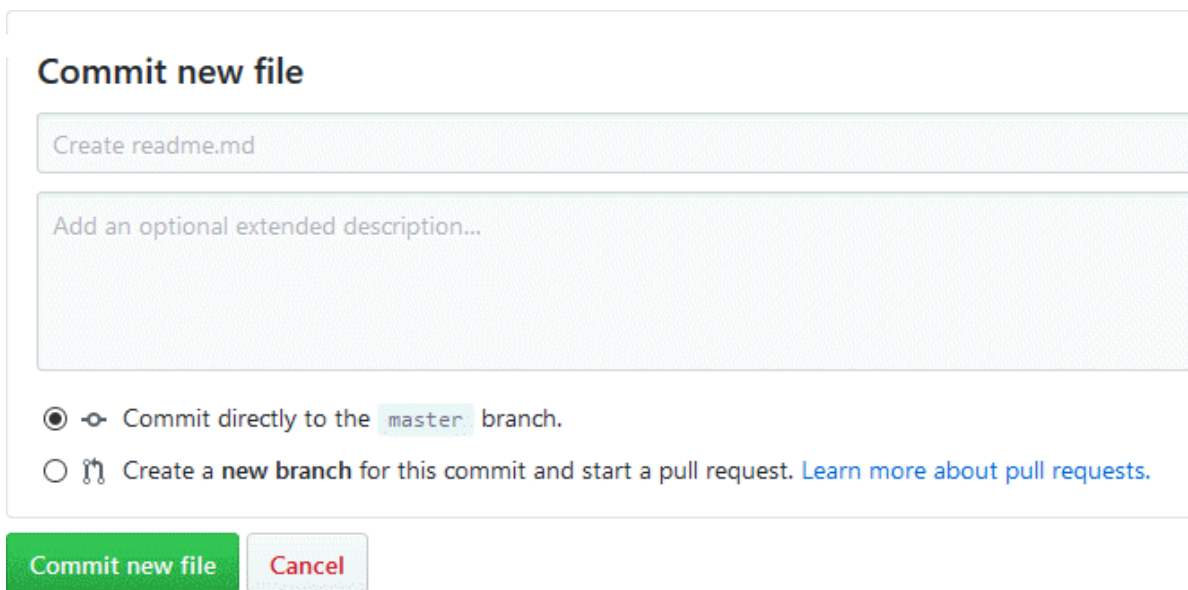 Commit new file
Create readme.md
Add an optional extended description...
Commit directly to the master branch.
Create a new branch for this commit and start a pull request. Learn more about pull requests.
Commit new file Cancel